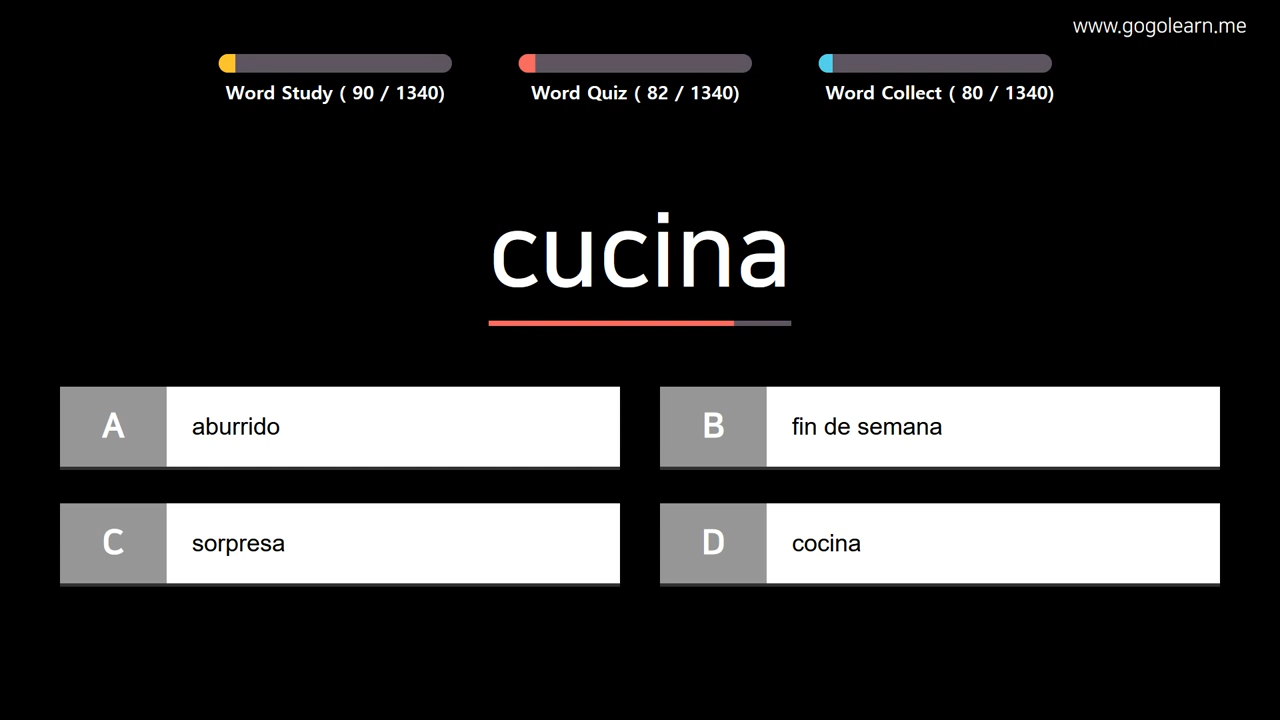 www.gogolearn.me
Word Study ( 90 / 1340)
Word Quiz ( 82 / 1340)
Word Collect ( 80 / 1340)
cucina
A aburrido
B fin de semana
C sorpresa
D cocina